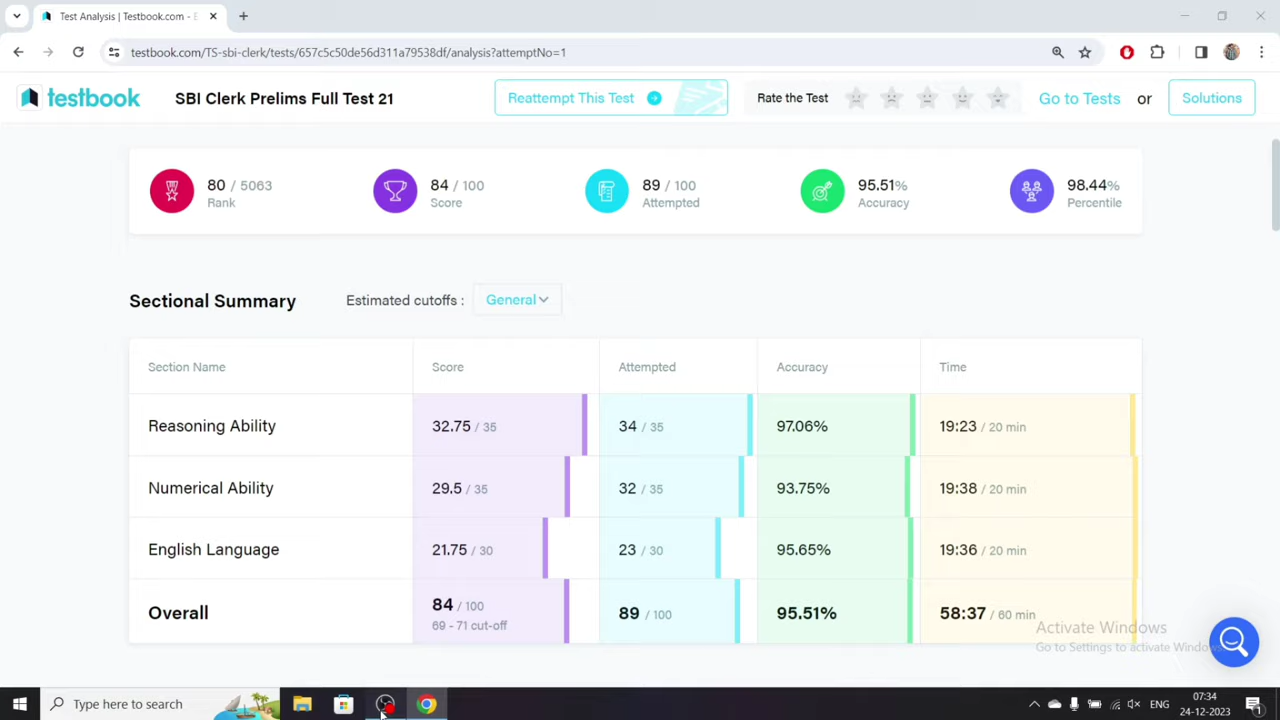 Test Analysis | Testbook.com - E
testbook.com/TS-sbi-clerk/tests/657c5c50de56d311a79538df/analysis?attemptNo=1
testbook
SBI Clerk Prelims Full Test 21
Reattempt This Test
Rate the Test
Go to Tests or Solutions
80 / 5063
Rank
84 / 100
Score
89 / 100
Attempted
95.51%
Accuracy
98.44%
Percentile
Sectional Summary
Estimated cutoffs : General
Section Name Score Attempted Accuracy Time
Reasoning Ability 32.75 / 35 34 / 35 97.06% 19:23 / 20 min
Numerical Ability 29.5 / 35 32 / 35 93.75% 19:38 / 20 min
English Language 21.75 / 30 23 / 30 95.65% 19:36 / 20 min
Overall 84 / 100 89 / 100 95.51% 58:37 / 60 min
69 - 71 cut-off
Activate Windows
Go to Settings to activate Windows.
Type here to search
ENG
07:34
24-12-2023
1